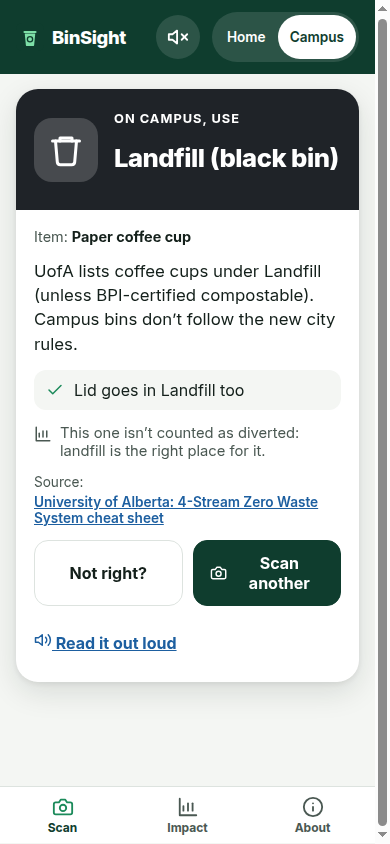 BinSight
Home
Campus
ON CAMPUS, USE
Landfill (black bin)
Item: Paper coffee cup
UofA lists coffee cups under Landfill
(unless BPI-certified compostable).
Campus bins don’t follow the new city
rules.
Lid goes in Landfill too
This one isn’t counted as diverted:
landfill is the right place for it.
Source:
University of Alberta: 4-Stream Zero Waste
System cheat sheet
Not right?
Scan
another
Read it out loud
Scan
Impact
About